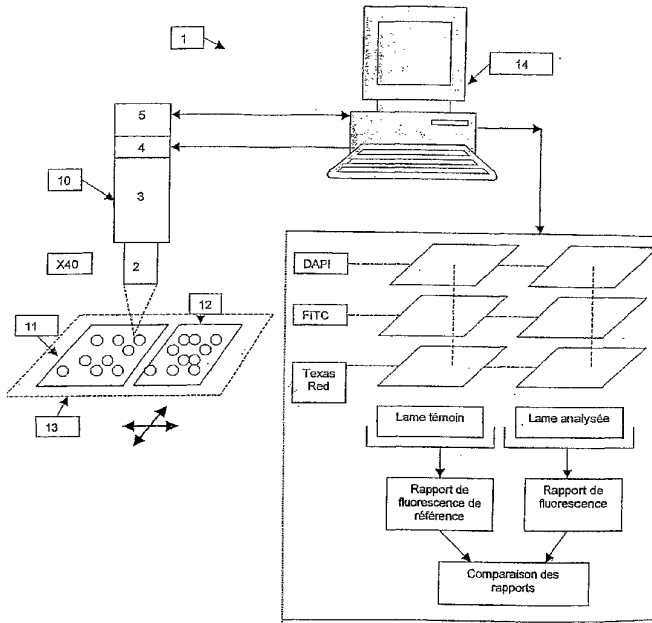 1
14
5
4
10
3
X40
2
12
11
13
DAPI
FITC
Texas
Red
Lame témoin
Lame analysée
Rapport de
fluorescence de
référence
Rapport de
fluorescence
Comparaison des
rapports